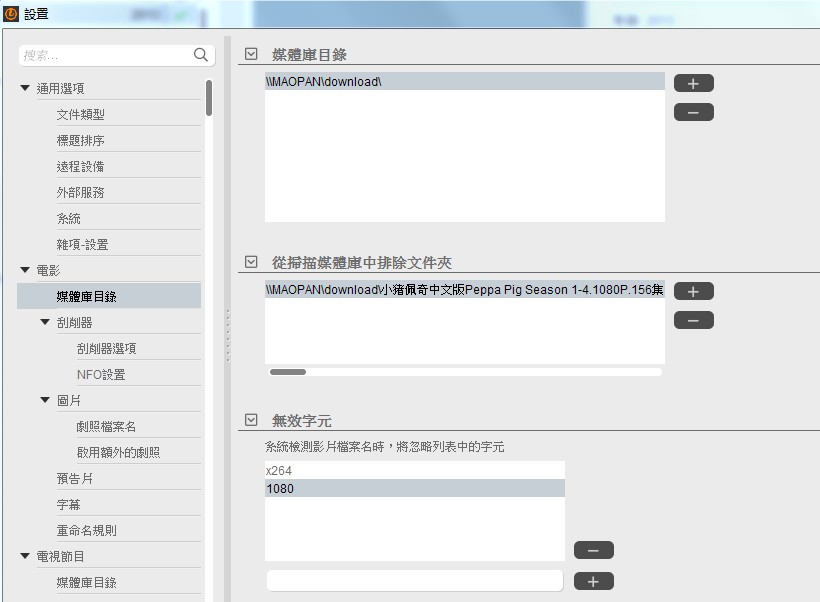 設置
搜索...
通用選項
文件類型
標題排序
遠程設備
外部服務
系統
雜項-設置
電影
媒體庫目錄
刮削器
刮削器選項
NFO設置
圖片
劇照檔案名
啟用額外的劇照
預告片
字幕
重命名規則
電視節目
媒體庫目錄
媒體庫目錄
\\MAOPAN\download\
從掃描媒體庫中排除文件夾
\\MAOPAN\download\小猪佩奇中文版Peppa Pig Season 1-4.1080P.156集
無效字元
系統檢測影片檔案名時，將忽略列表中的字元
x264
1080